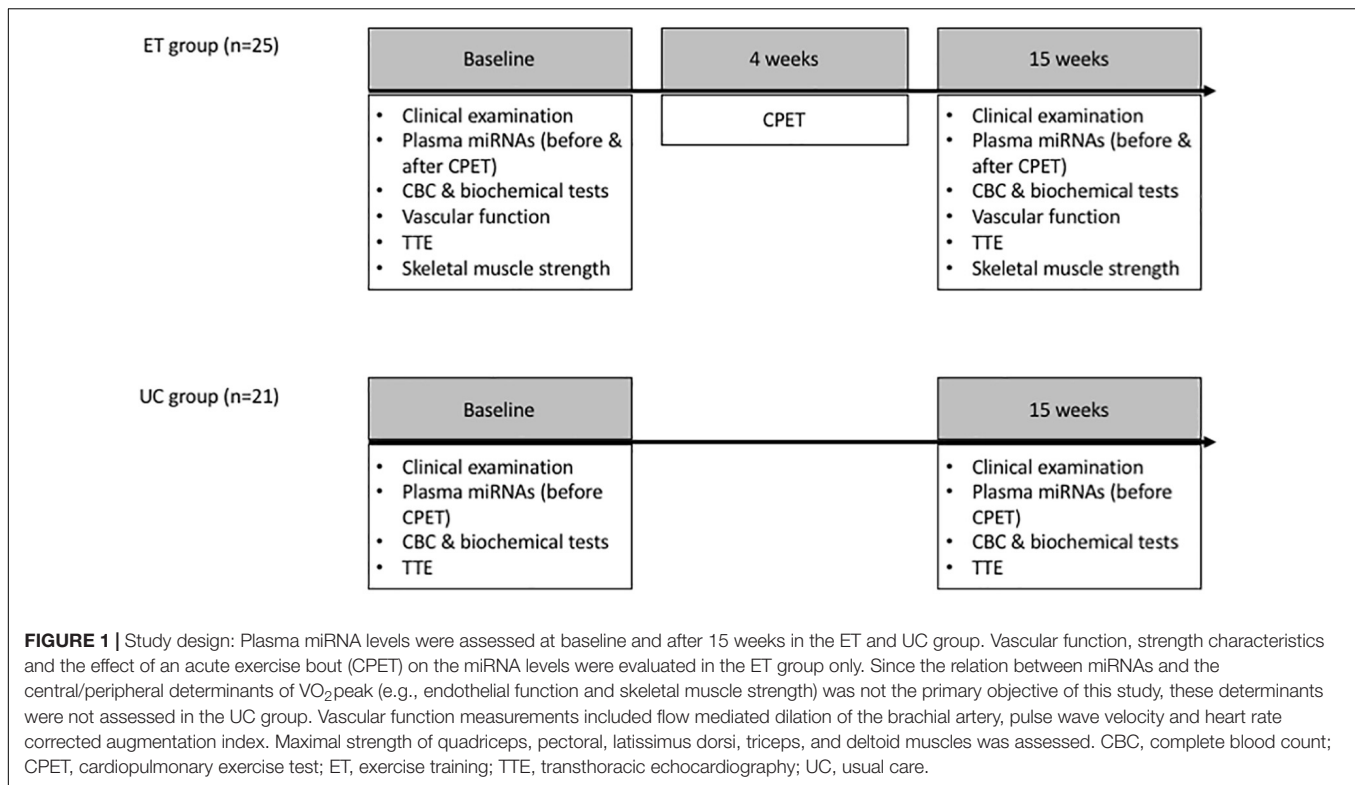 ET group (n=25)
Baseline
4 weeks
15 weeks
• Clinical examination
• Plasma miRNAs (before &
after CPET)
• CBC & biochemical tests
• Vascular function
• TTE
• Skeletal muscle strength
CPET
• Clinical examination
• Plasma miRNAs (before &
after CPET)
• CBC & biochemical tests
• Vascular function
• TTE
• Skeletal muscle strength
UC group (n=21)
Baseline
15 weeks
• Clinical examination
• Plasma miRNAs (before
CPET)
• CBC & biochemical tests
• TTE
• Clinical examination
• Plasma miRNAs (before
CPET)
• CBC & biochemical tests
• TTE
FIGURE 1 | Study design: Plasma miRNA levels were assessed at baseline and after 15 weeks in the ET and UC group. Vascular function, strength characteristics
and the effect of an acute exercise bout (CPET) on the miRNA levels were evaluated in the ET group only. Since the relation between miRNAs and the
central/peripheral determinants of VO₂peak (e.g., endothelial function and skeletal muscle strength) was not the primary objective of this study, these determinants
were not assessed in the UC group. Vascular function measurements included flow mediated dilation of the brachial artery, pulse wave velocity and heart rate
corrected augmentation index. Maximal strength of quadriceps, pectoral, latissimus dorsi, triceps, and deltoid muscles was assessed. CBC, complete blood count;
CPET, cardiopulmonary exercise test; ET, exercise training; TTE, transthoracic echocardiography; UC, usual care.